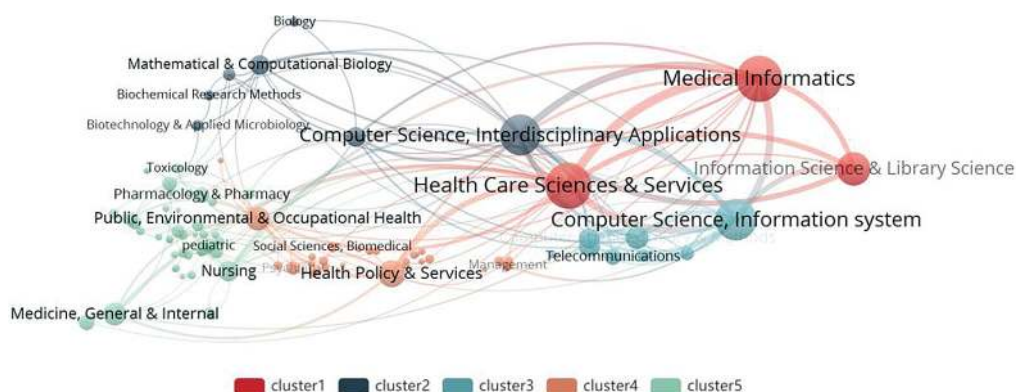 Biology
Mathematical & Computational Biology
Medical Informatics
Biochemical Research Methods
Biotechnology & Applied Microbiology
Computer Science, Interdisciplinary Applications
Toxicology
Information Science & Library Science
Health Care Sciences & Services
Pharmacology & Pharmacy
Public, Environmental & Occupational Health
Computer Science, Information system
pediatric
Social Sciences, Biomedical
Telecommunications
Management
Nursing
Health Policy & Services
Medicine, General & Internal
cluster1 cluster2 cluster3 cluster4 cluster5